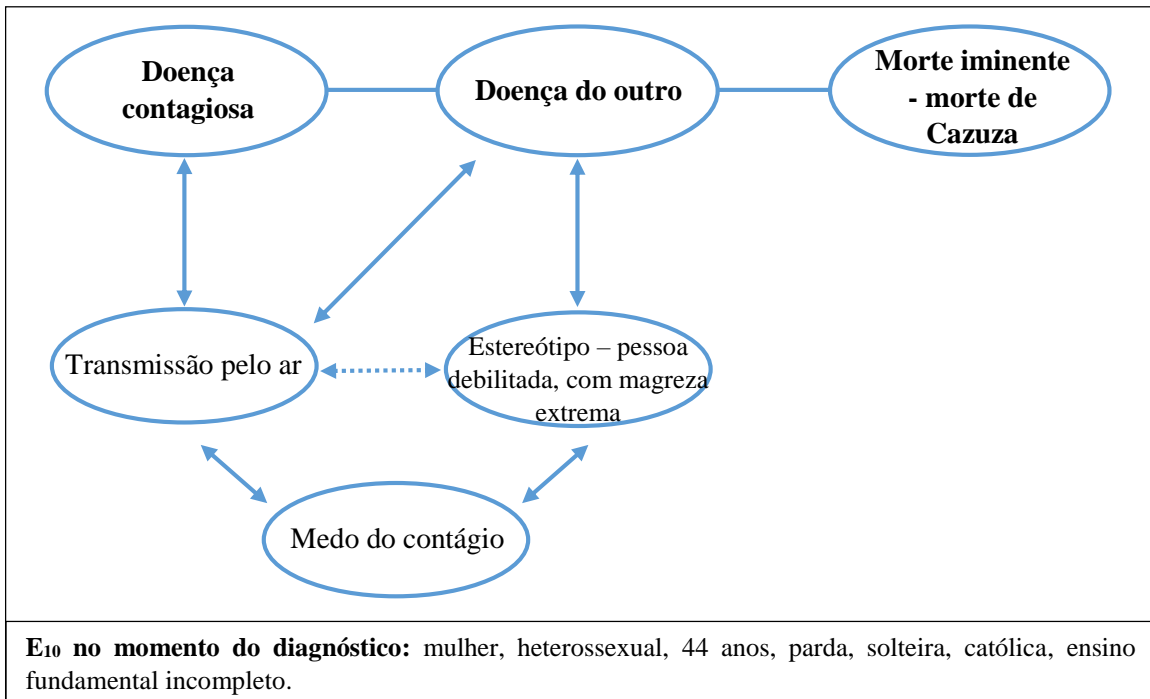 Doença
contagiosa
Doença do outro
Morte iminente
- morte de
Cazuza
Transmissão pelo ar
Estereótipo – pessoa
debilitada, com magreza
extrema
Medo do contágio
E10 no momento do diagnóstico: mulher, heterossexual, 44 anos, parda, solteira, católica, ensino
fundamental incompleto.